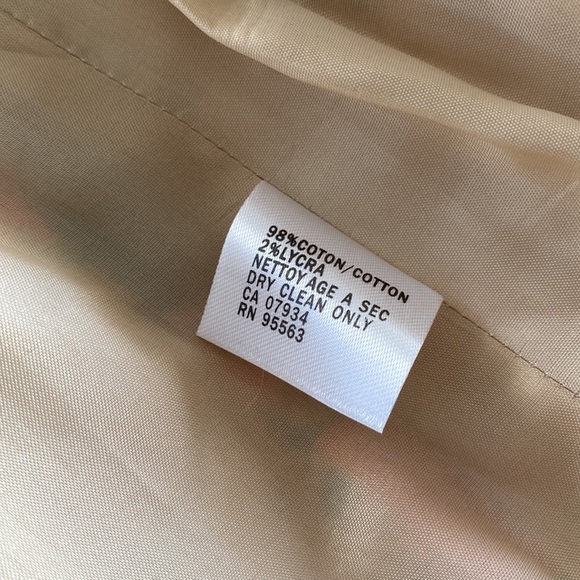 98%COTON/COTTON
2%LYCRA
NETTOYAGE A SEC
DRY CLEAN ONLY
CA 07934
RN 95563